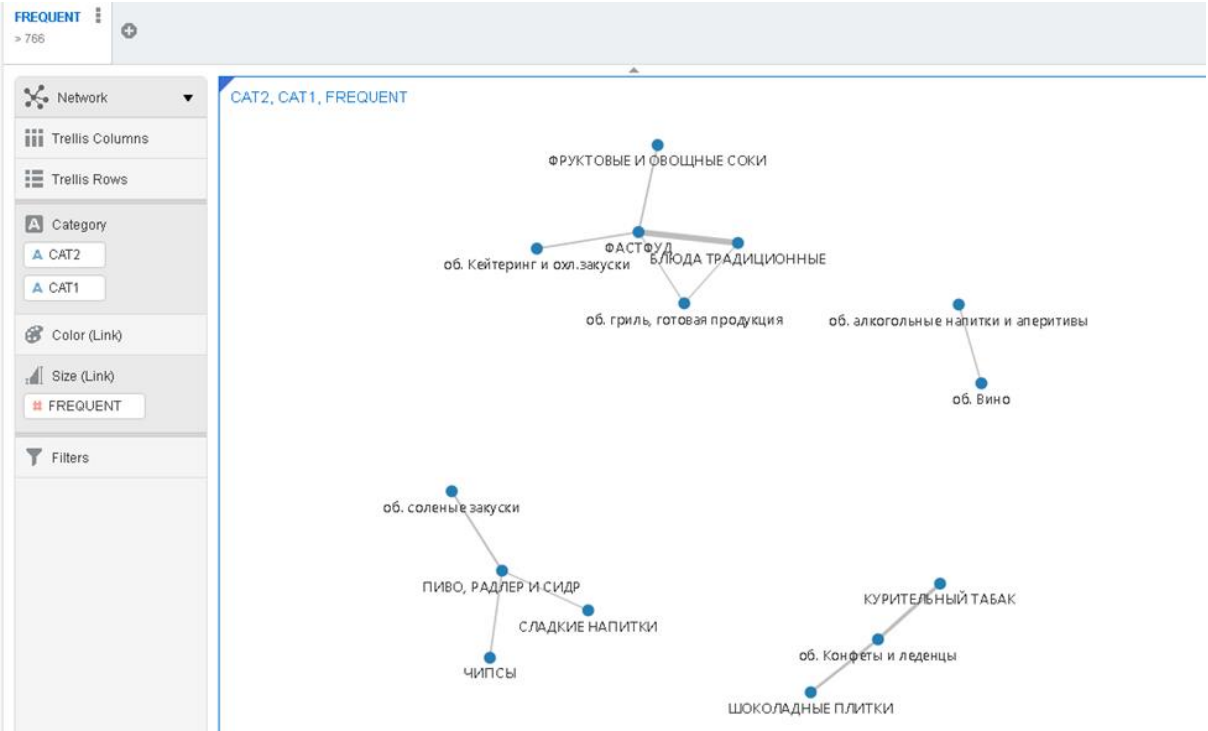 FREQUENT
> 766
Network
Trellis Columns
Trellis Rows
A Category
A CAT2
A CAT1
Color (Link)
Size (Link)
# FREQUENT
Filters
CAT2, CAT1, FREQUENT
ФРУКТОВЫЕ И ОВОЩНЫЕ СОКИ
ФАСТФУД
об. Кейтеринг и охл.закуски
БЛЮДА ТРАДИЦИОННЫЕ
об. гриль, готовая продукция
об. алкогольные напитки и аперитивы
об. Вино
об. соленые закуски
ПИВО, РАДЛЕР И СИДР
СЛАДКИЕ НАПИТКИ
ЧИПСЫ
КУРИТЕЛЬНЫЙ ТАБАК
об. Конфеты и леденцы
ШОКОЛАДНЫЕ ПЛИТКИ